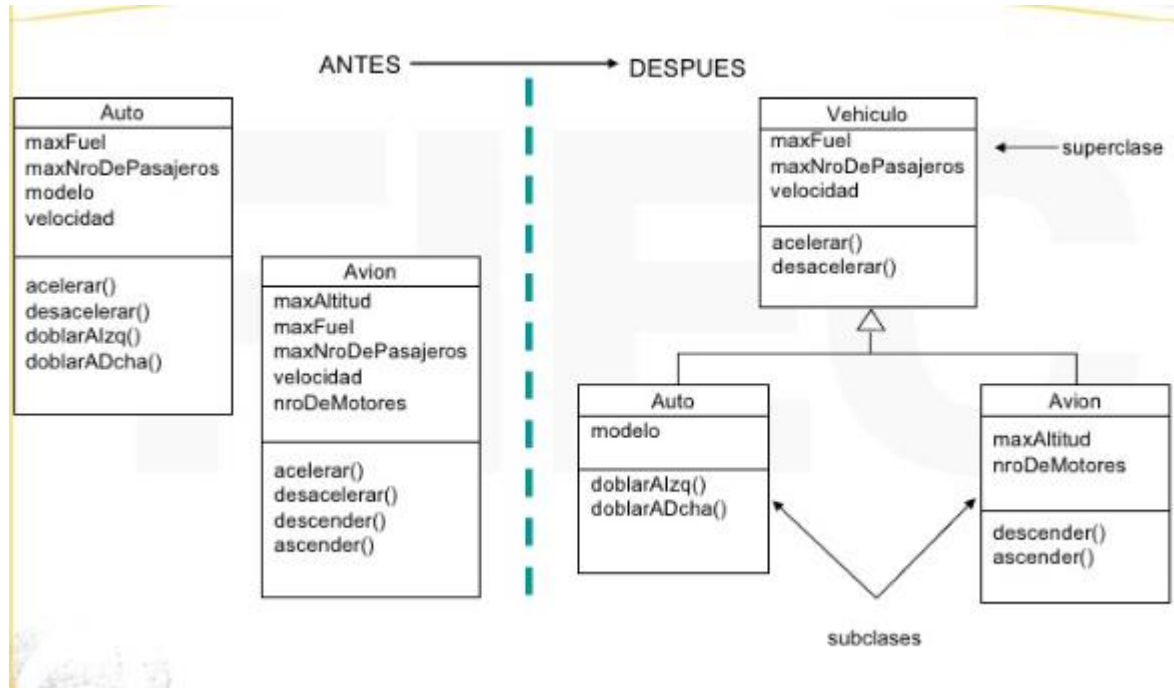 ANTES
DESPUES
Auto
maxFuel
maxNroDePasajeros
modelo
velocidad
acelerar()
desacelerar()
doblarAIzq()
doblarADcha()
Avion
maxAltitud
maxFuel
maxNroDePasajeros
velocidad
nroDeMotores
acelerar()
desacelerar()
descender()
ascender()
Vehiculo
maxFuel
maxNroDePasajeros
velocidad
acelerar()
desacelerar()
superclase
Auto
modelo
doblarAIzq()
doblarADcha()
Avion
maxAltitud
nroDeMotores
descender()
ascender()
subclases
FIEC